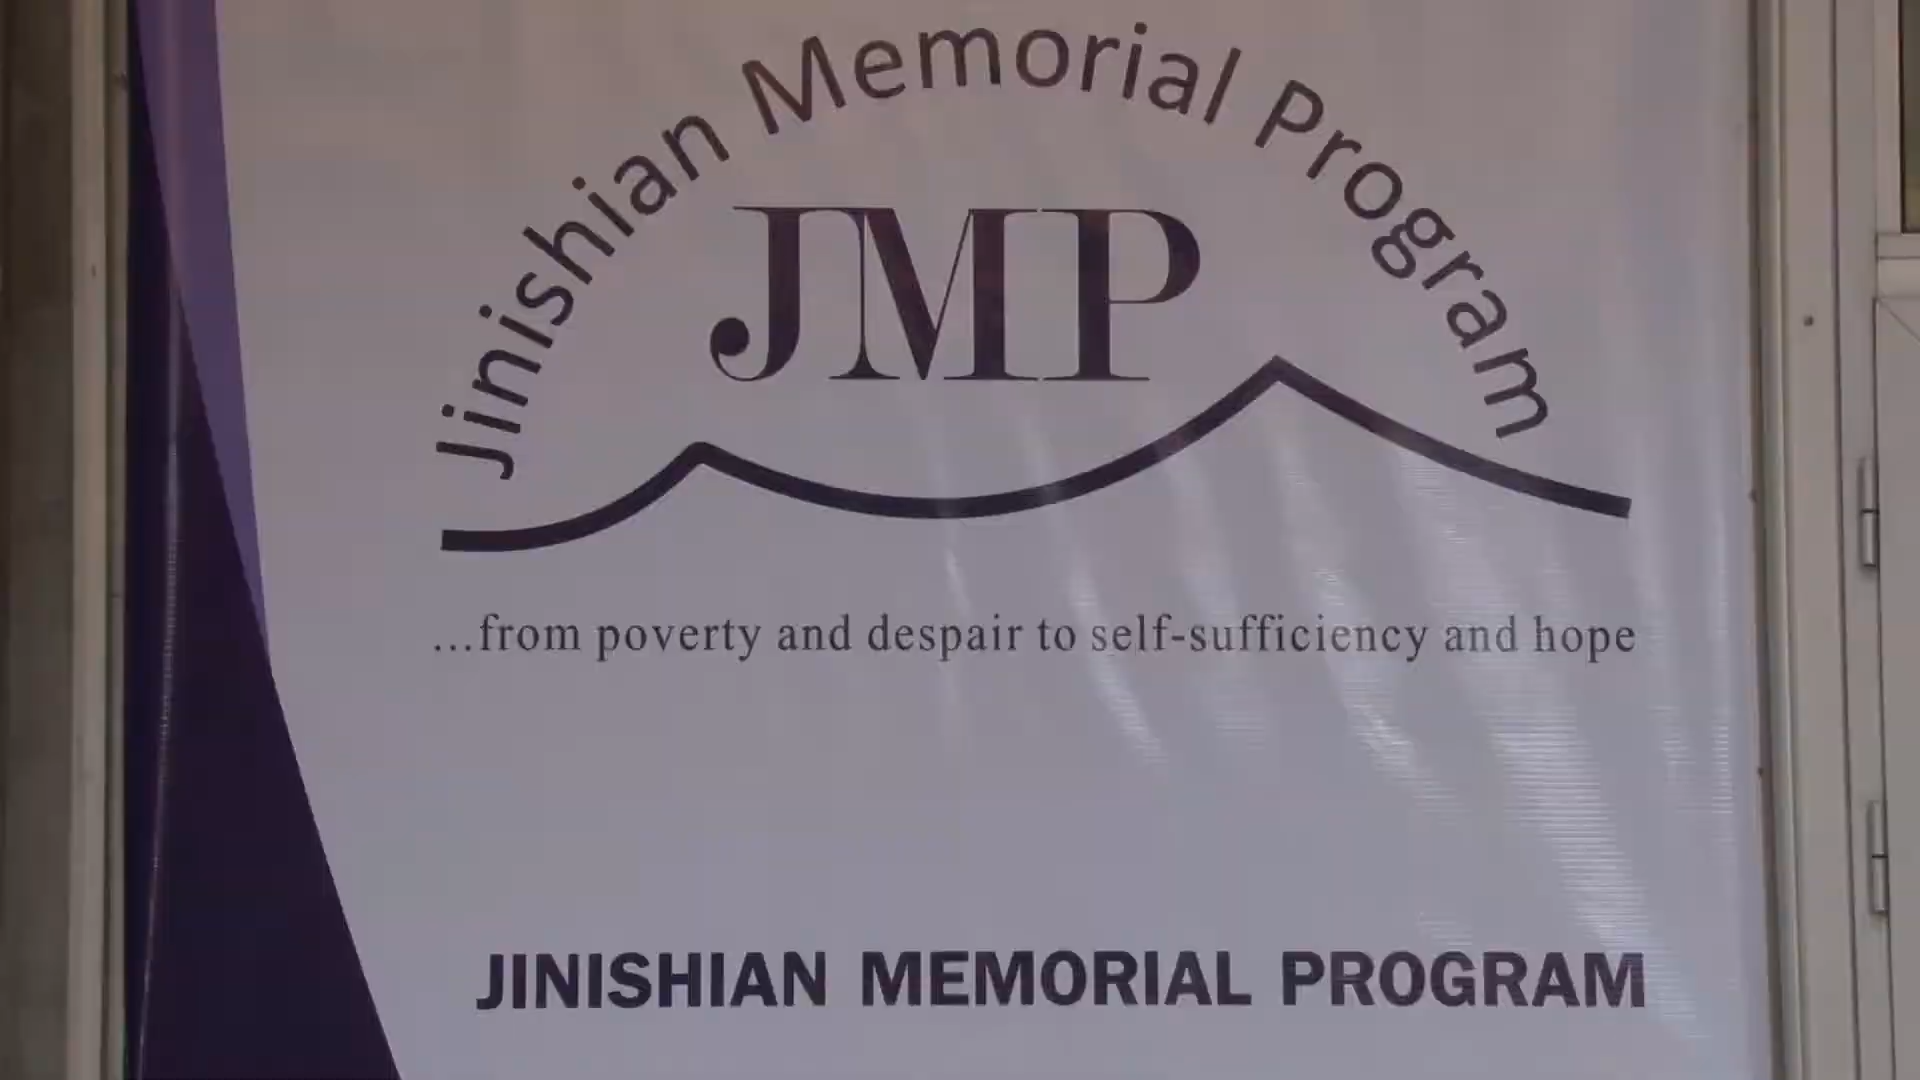 Jinishian Memorial Program
JMP
...from poverty and despair to self-sufficiency and hope
JINISHIAN MEMORIAL PROGRAM